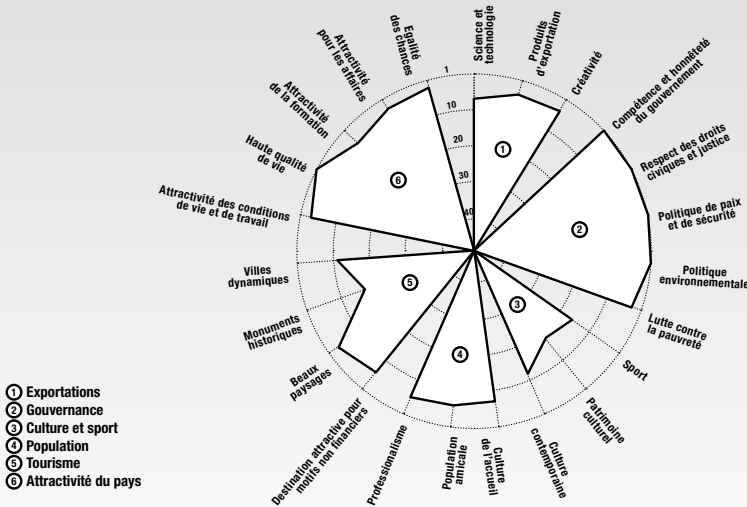 Science et
technologie
Produits
d'exportation
Créativité
Compétence et honnêteté
du gouvernement
Respect des droits
civiques et justice
Politique de paix
et de sécurité
Politique
environnementale
Lutte contre
la pauvreté
Sport
Patrimoine
culturel
Culture
contemporaine
Culture
de l'accueil
Population
amicale
Professionalisme
Destination attractive pour
motifs non financiers
Beaux
paysages
Monuments
historiques
Villes
dynamiques
Attractivité des conditions
de vie et de travail
Haute qualité
de vie
Attractivité
de la formation
Attractivité
pour les affaires
Egalité
des chances
1
10
20
30
40
1
2
3
4
5
6
1 Exportations
2 Gouvernance
3 Culture et sport
4 Population
5 Tourisme
6 Attractivité du pays